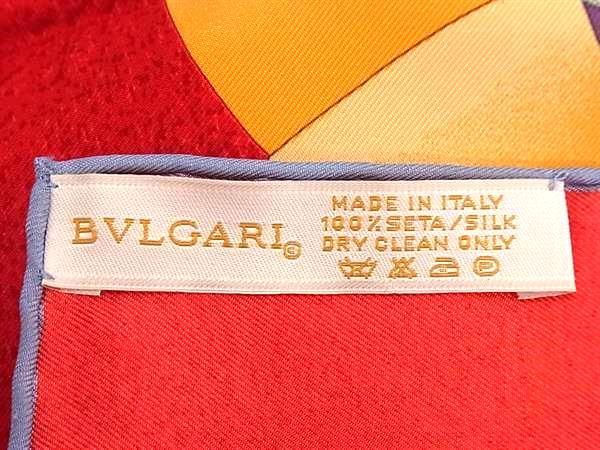 BVLGARI©
MADE IN ITALY
100% SETA/SILK
DRY CLEAN ONLY